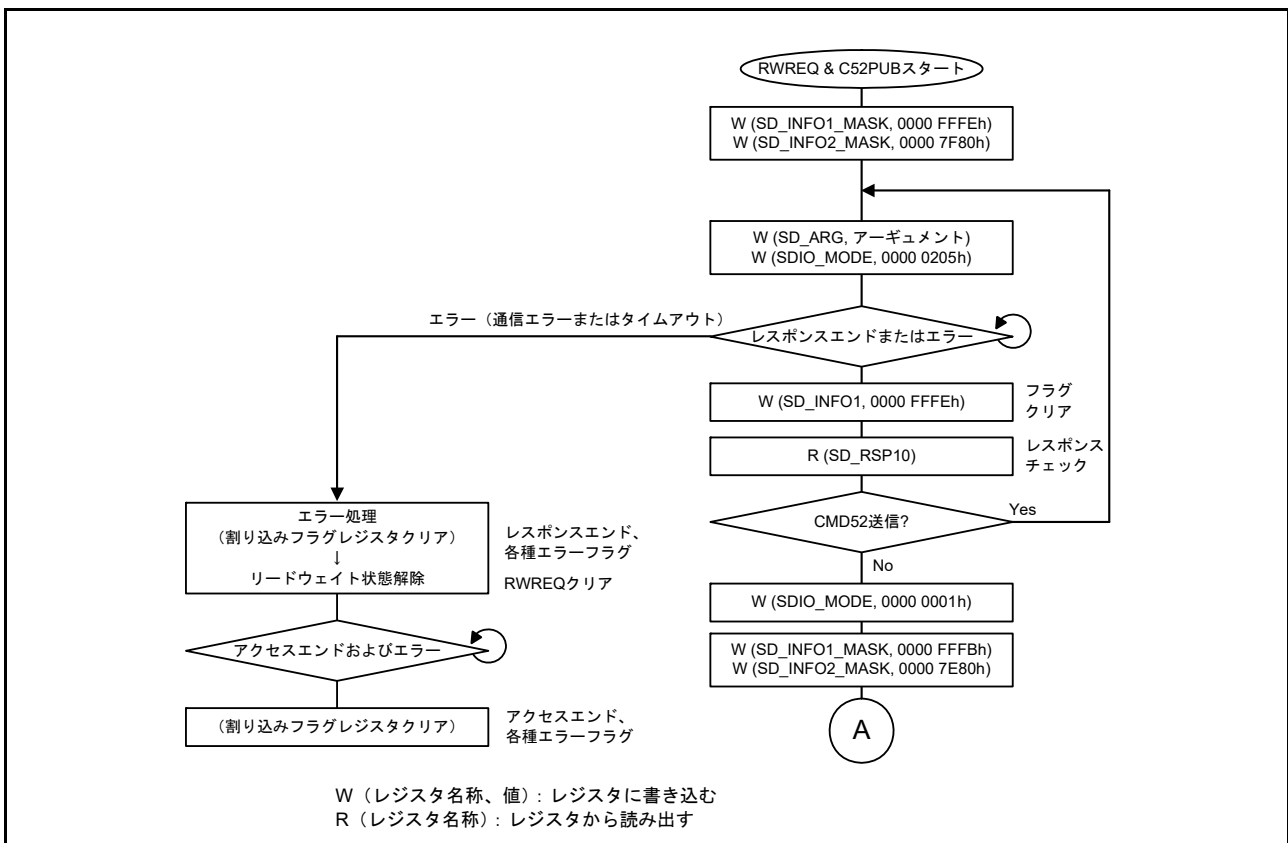 RWREQ & C52PUBスタート
W (SD_INFO1_MASK, 0000 FFFEh)
W (SD_INFO2_MASK, 0000 7F80h)
W (SD_ARG, アーギュメント)
W (SDIO_MODE, 0000 0205h)
エラー（通信エラーまたはタイムアウト）
レスポンスエンドまたはエラー
W (SD_INFO1, 0000 FFFEh)
フラグ
クリア
R (SD_RSP10)
レスポンス
チェック
CMD52送信?
Yes
No
W (SDIO_MODE, 0000 0001h)
W (SD_INFO1_MASK, 0000 FFFBh)
W (SD_INFO2_MASK, 0000 7E80h)
A
エラー処理
（割り込みフラグレジスタクリア）
↓
リードウェイト状態解除
レスポンスエンド、
各種エラーフラグ
RWREQクリア
アクセスエンドおよびエラー
（割り込みフラグレジスタクリア）
アクセスエンド、
各種エラーフラグ
W（レジスタ名称、値）: レジスタに書き込む
R（レジスタ名称）: レジスタから読み出す